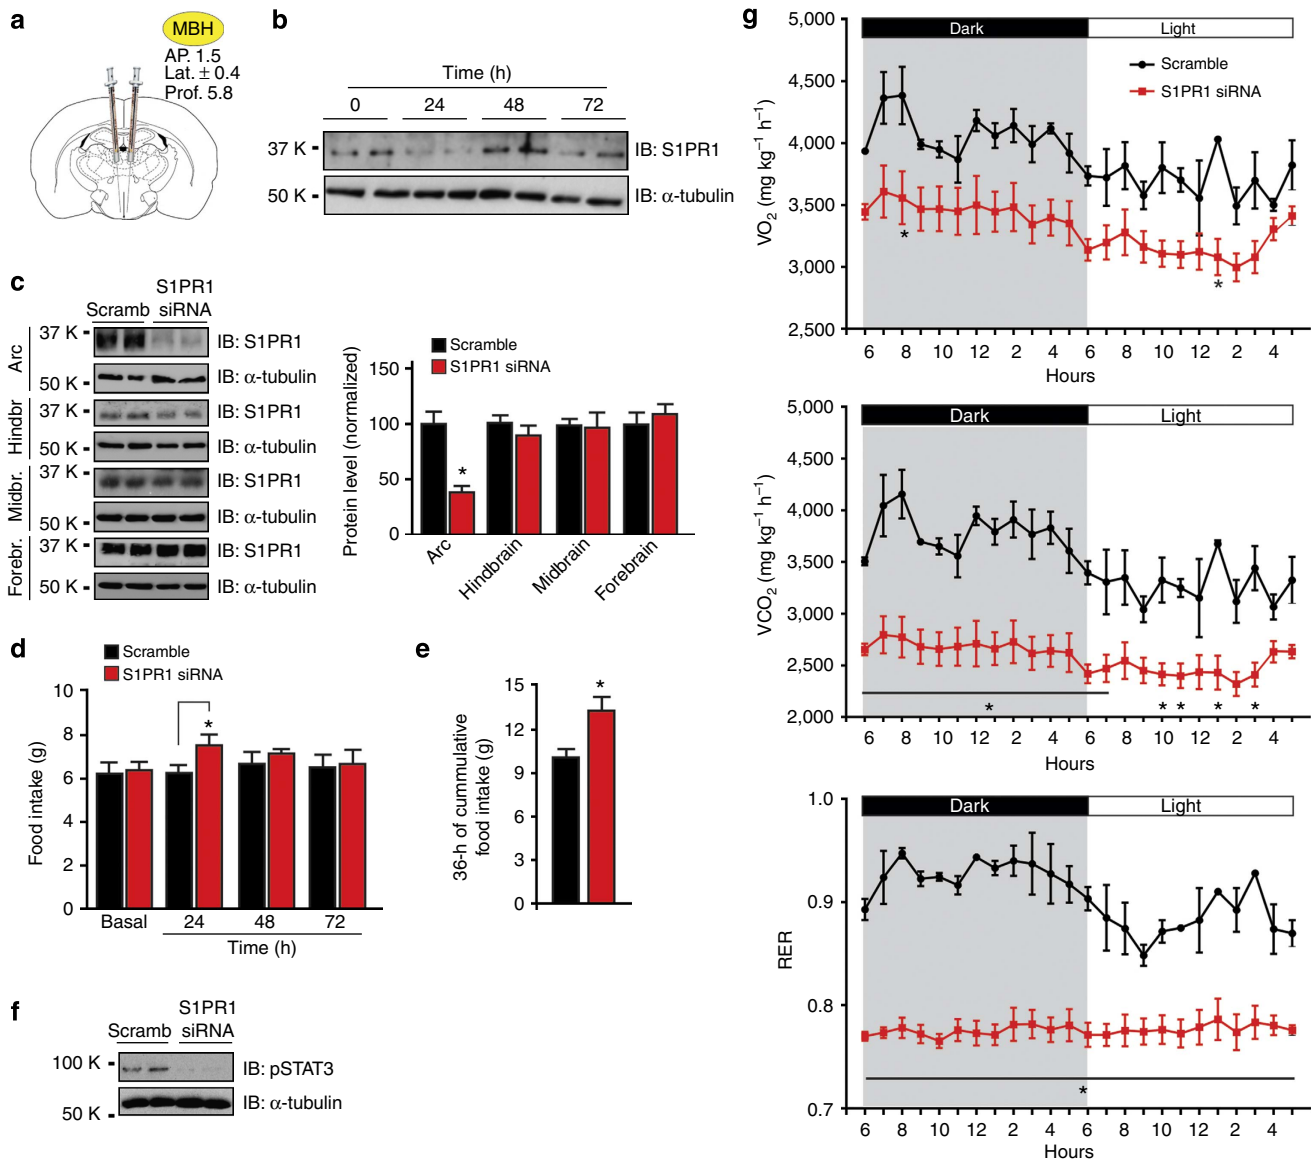 a
MBH
AP. 1.5
Lat. ± 0.4
Prof. 5.8
b
Time (h)
0 24 48 72
37 K
IB: S1PR1
50 K
IB: α-tubulin
c
Scramb
S1PR1
siRNA
Arc
37 K
IB: S1PR1
50 K
IB: α-tubulin
Hindbr
37 K
IB: S1PR1
50 K
IB: α-tubulin
Midbr.
37 K
IB: S1PR1
50 K
IB: α-tubulin
Forebr.
37 K
IB: S1PR1
50 K
IB: α-tubulin
Scramble
S1PR1 siRNA
Protein level (normalized)
150
100
50
0
*
Arc
Hindbrain
Midbrain
Forebrain
d
Scramble
S1PR1 siRNA
Food intake (g)
10
8
6
4
2
0
*
Basal 24 48 72
Time (h)
e
36-h of cummulative
food intake (g)
15
12
9
6
3
0
*
f
Scramb
S1PR1
siRNA
100 K
IB: pSTAT3
50 K
IB: α-tubulin
g
Dark Light
Scramble
S1PR1 siRNA
VO2 (mg kg−1 h−1)
5,000
4,500
4,000
3,500
3,000
2,500
*
*
6 8 10 12 2 4 6 8 10 12 2 4
Hours
Dark Light
VCO2 (mg kg−1 h−1)
5,000
4,500
4,000
3,500
3,000
2,500
2,000
* * * * *
6 8 10 12 2 4 6 8 10 12 2 4
Hours
Dark Light
RER
1.0
0.9
0.8
0.7
*
6 8 10 12 2 4 6 8 10 12 2 4
Hours